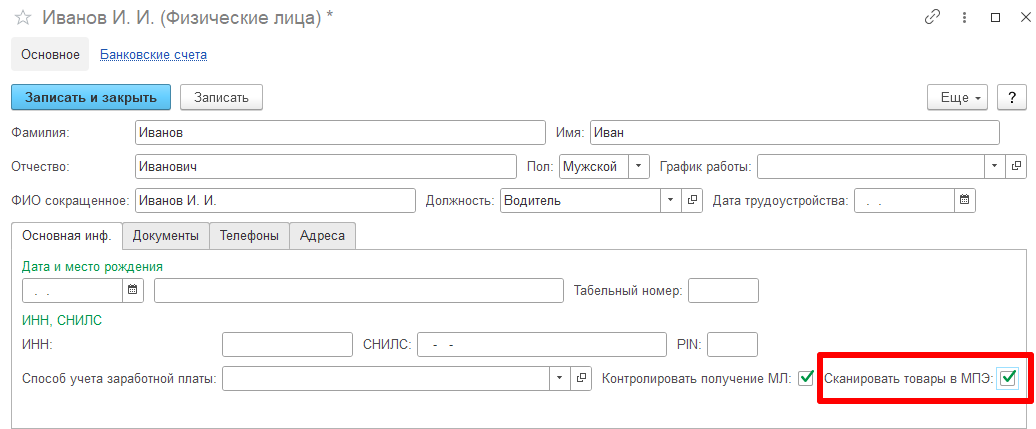 Иванов И. И. (Физические лица) *
Основное Банковские счета
Записать и закрыть Записать Еще ?
Фамилия: Иванов Имя: Иван
Отчество: Иванович Пол: Мужской График работы:
ФИО сокращенное: Иванов И. И. Должность: Водитель Дата трудоустройства: . .
Основная инф. Документы Телефоны Адреса
Дата и место рождения
. . Табельный номер:
ИНН, СНИЛС
ИНН: СНИЛС: - - PIN:
Способ учета заработной платы: Контролировать получение МЛ: Сканировать товары в МПЭ: